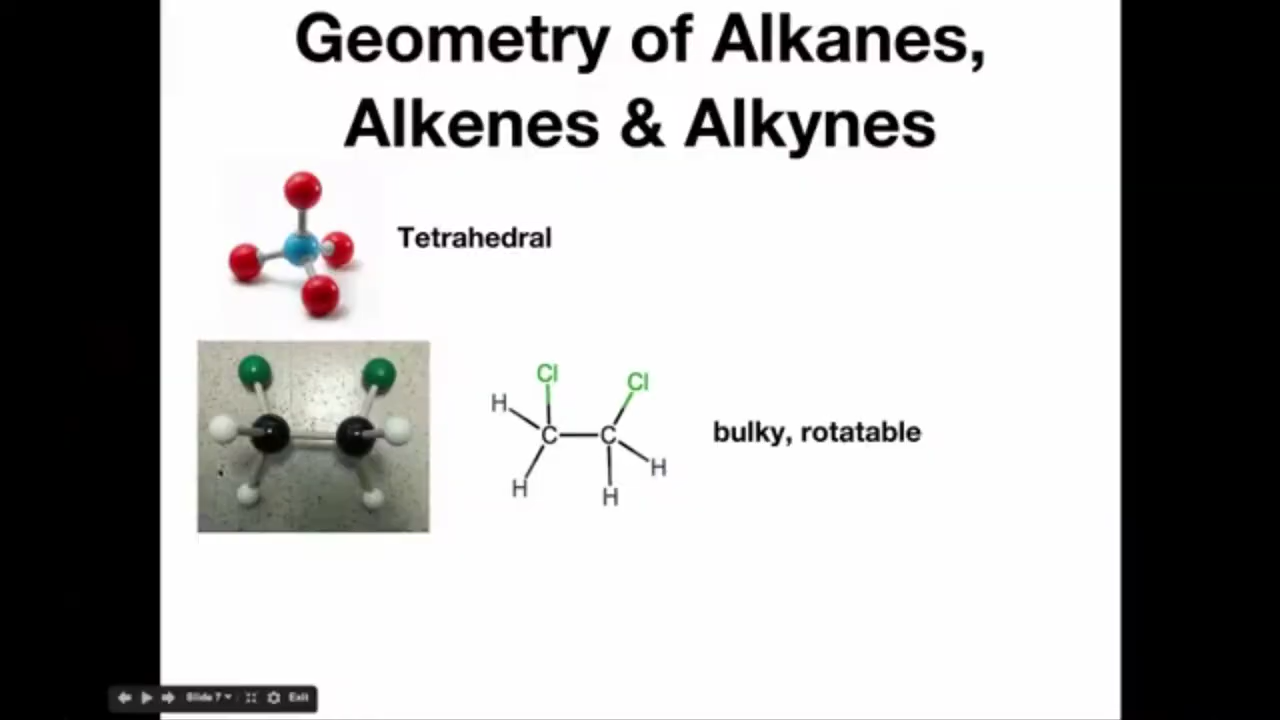 Geometry of Alkanes,
Alkenes & Alkynes
Tetrahedral
Cl
Cl
H
C
C
H
H
H
bulky, rotatable
Slide 7
Exit